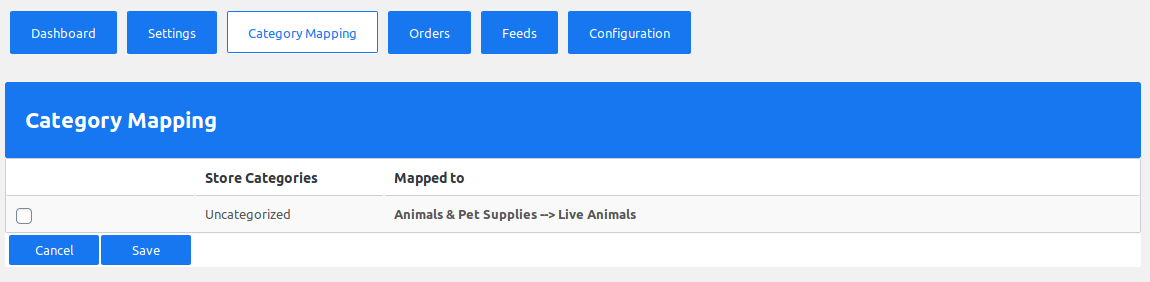 Dashboard Settings Category Mapping Orders Feeds Configuration
Category Mapping
Store Categories Mapped to
Uncategorized Animals & Pet Supplies --> Live Animals
Cancel Save